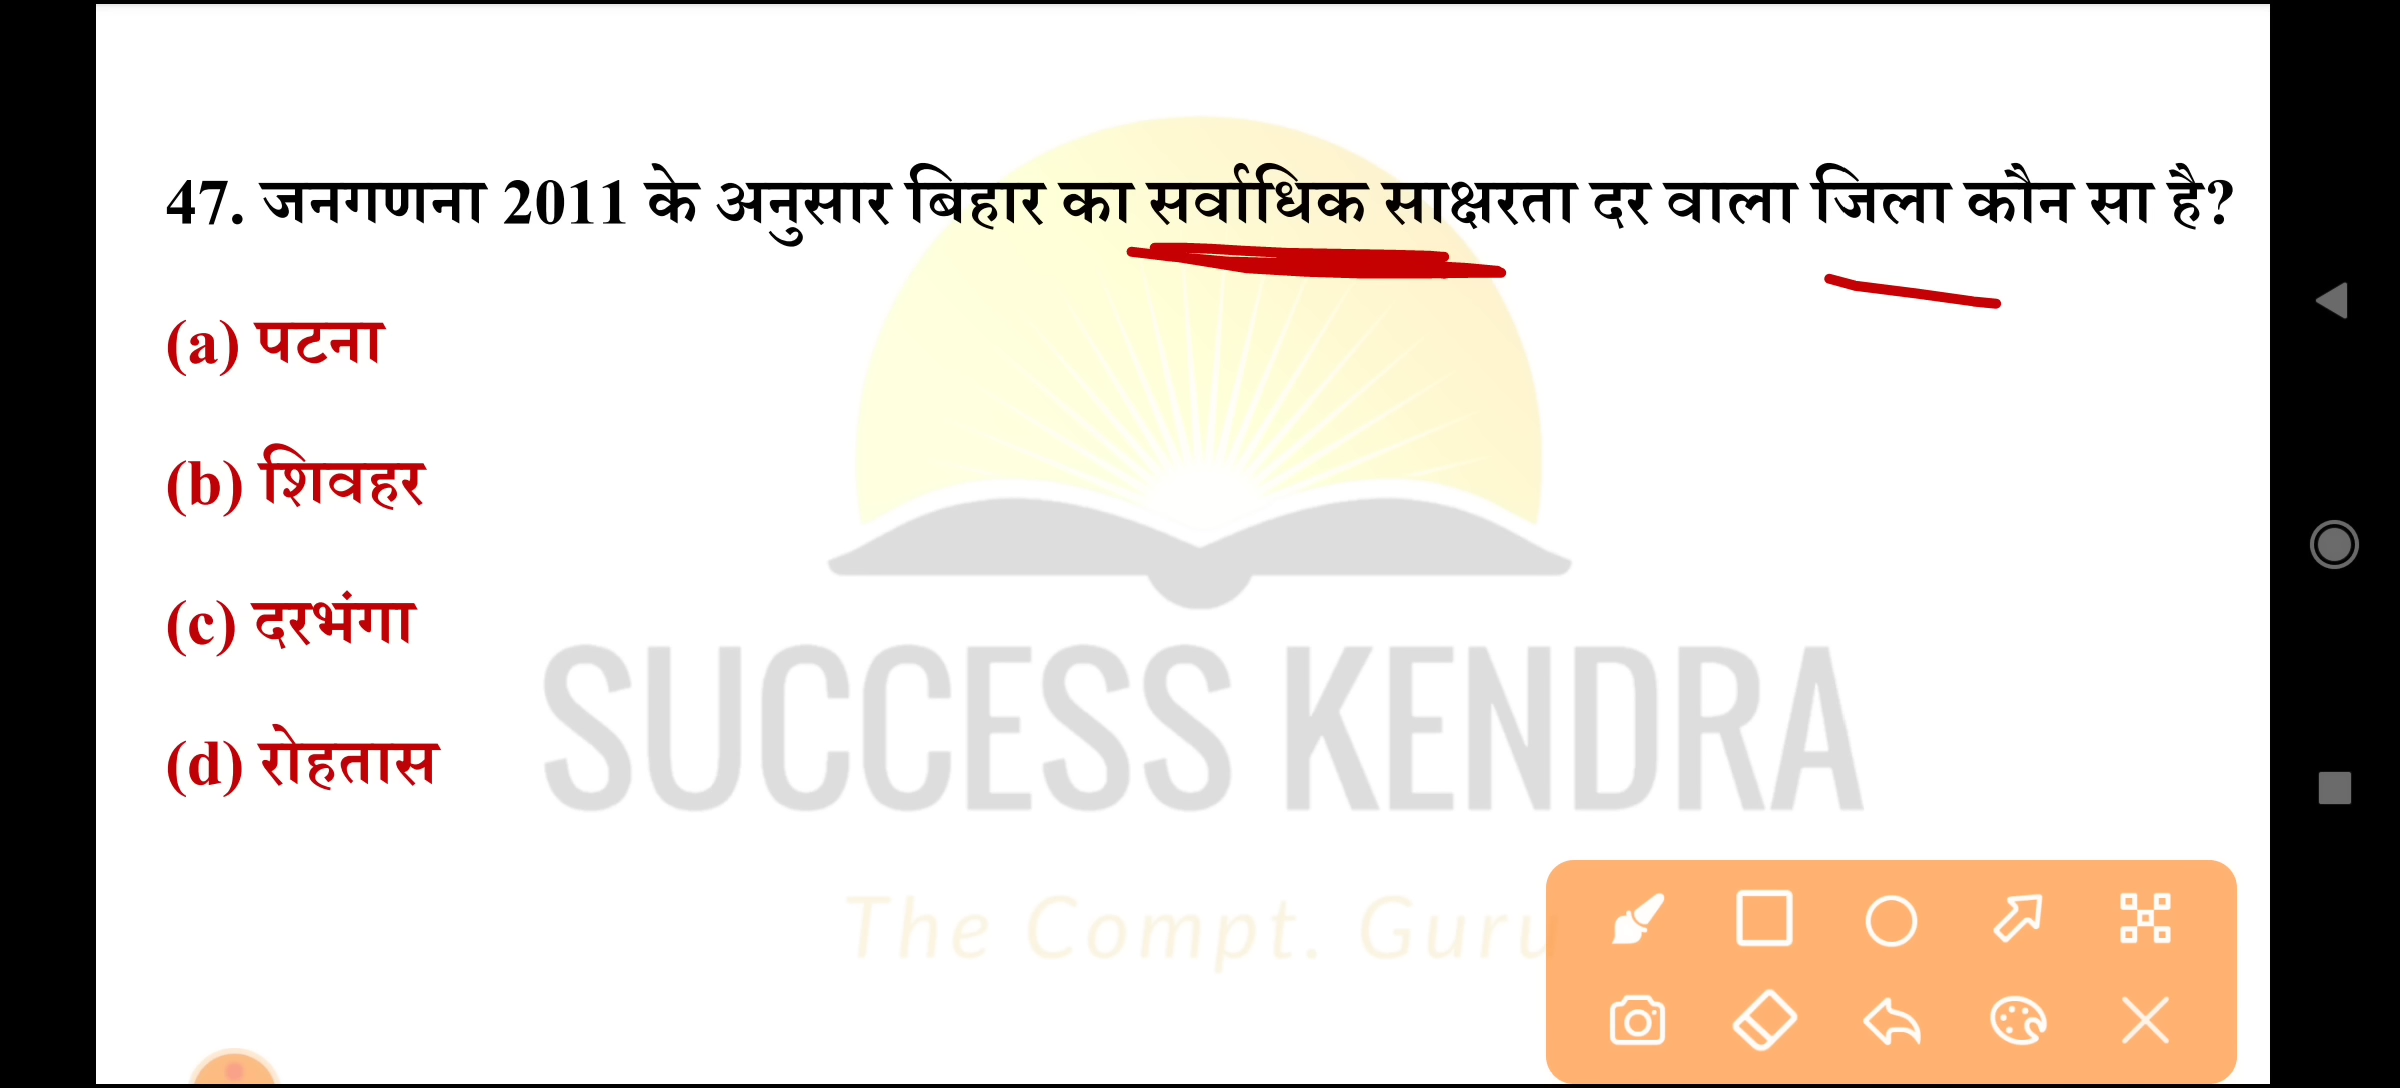 47. जनगणना 2011 के अनुसार बिहार का सर्वाधिक साक्षरता दर वाला जिला कौन सा है?
(a) पटना
(b) शिवहर
(c) दरभंगा
(d) रोहतास
SUCCESS KENDRA
The Compt. Guru